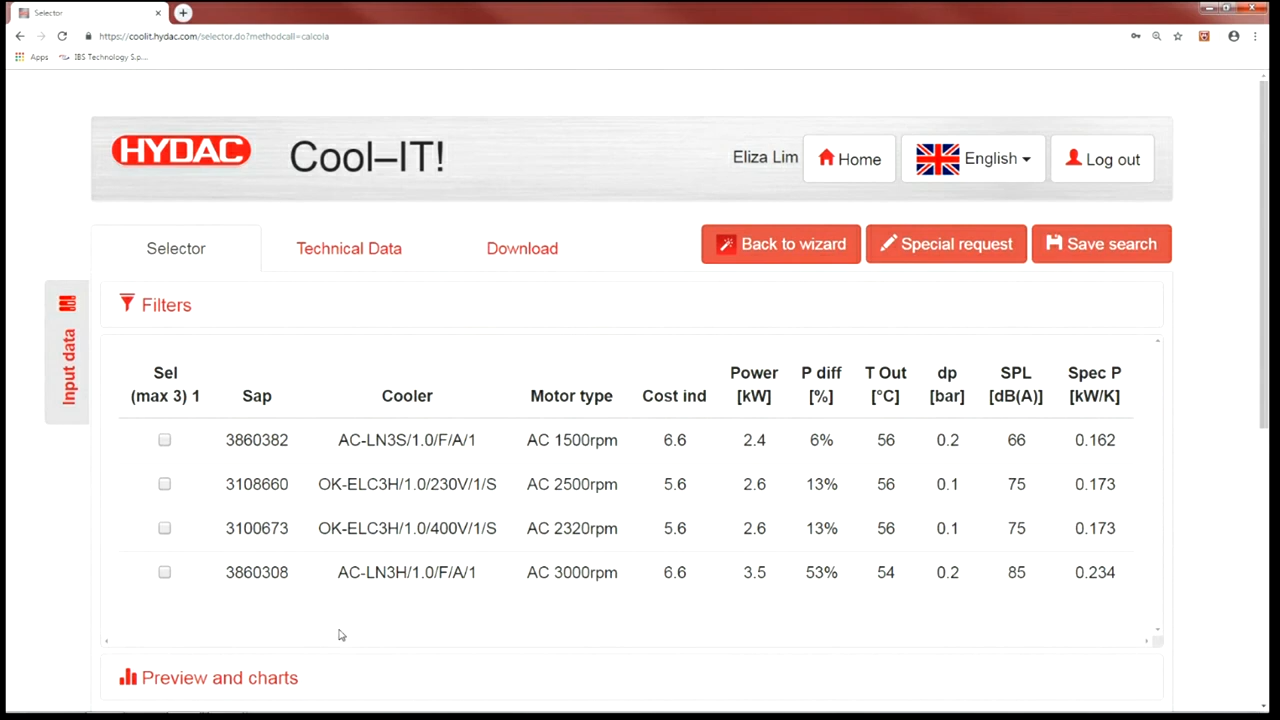 Selector
https://coolit.hydac.com/selector.do?methodcall=calcola
Apps IBS Technology S.p...
HYDAC Cool–IT! Eliza Lim Home English Log out
Selector Technical Data Download Back to wizard Special request Save search
Input data
Filters
Sel (max 3) 1 Sap Cooler Motor type Cost ind Power [kW] P diff [%] T Out [°C] dp [bar] SPL [dB(A)] Spec P [kW/K]
3860382 AC-LN3S/1.0/F/A/1 AC 1500rpm 6.6 2.4 6% 56 0.2 66 0.162
3108660 OK-ELC3H/1.0/230V/1/S AC 2500rpm 5.6 2.6 13% 56 0.1 75 0.173
3100673 OK-ELC3H/1.0/400V/1/S AC 2320rpm 5.6 2.6 13% 56 0.1 75 0.173
3860308 AC-LN3H/1.0/F/A/1 AC 3000rpm 6.6 3.5 53% 54 0.2 85 0.234
Preview and charts